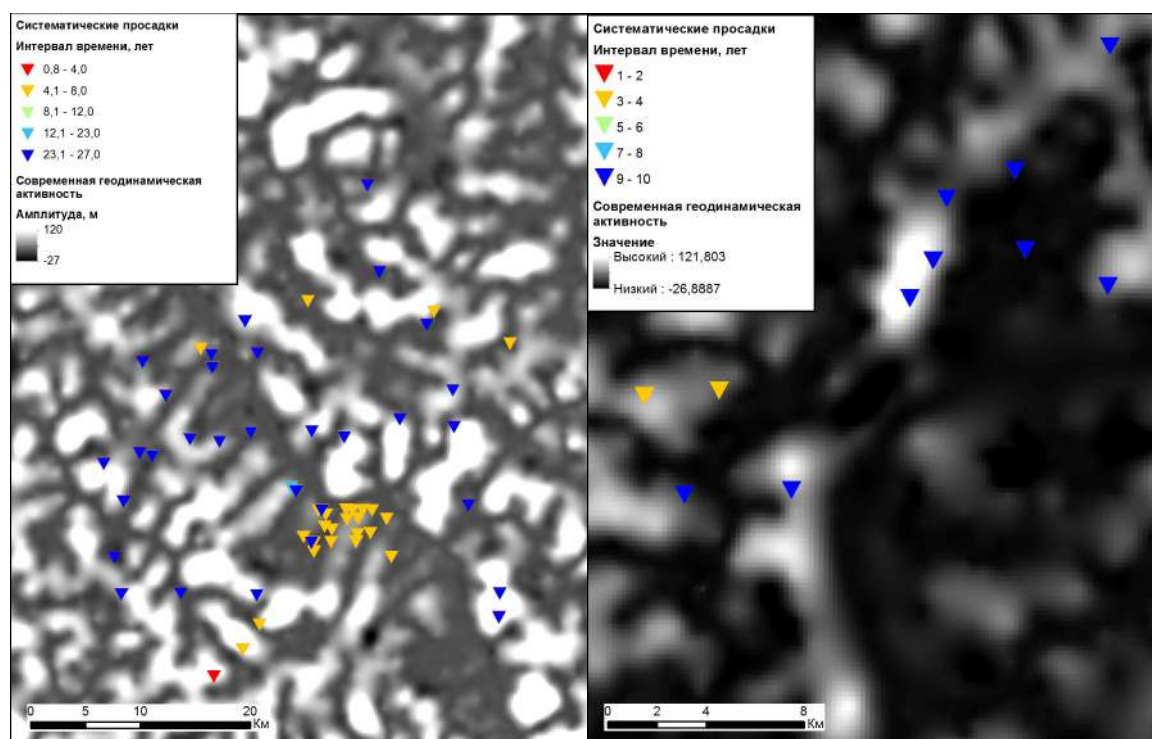 Систематические просадки
Интервал времени, лет
0,8 - 4,0
4,1 - 8,0
8,1 - 12,0
12,1 - 23,0
23,1 - 27,0
Современная геодинамическая
активность
Амплитуда, м
120
-27
0 5 10 20
Км
Систематические просадки
Интервал времени, лет
1 - 2
3 - 4
5 - 6
7 - 8
9 - 10
Современная геодинамическая
активность
Значение
Высокий : 121,803
Низкий : -26,8887
0 2 4 8
Км